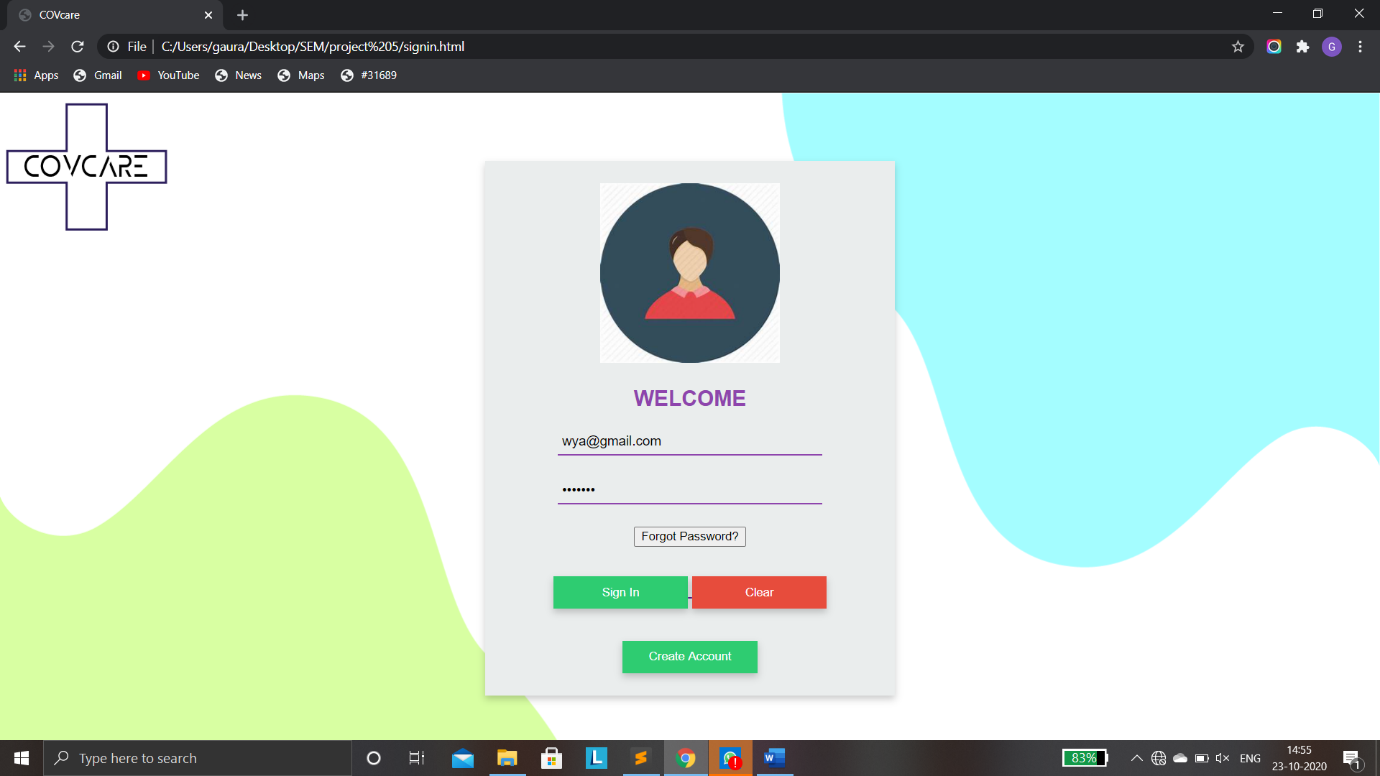 COVcare
File C:/Users/gaura/Desktop/SEM/project%205/signin.html
G
Apps Gmail YouTube News Maps #31689
COVCARE
WELCOME
wya@gmail.com
•••••••
Forgot Password?
Sign In Clear
Create Account
Type here to search
L
W
83%
ENG
14:55
23-10-2020
1